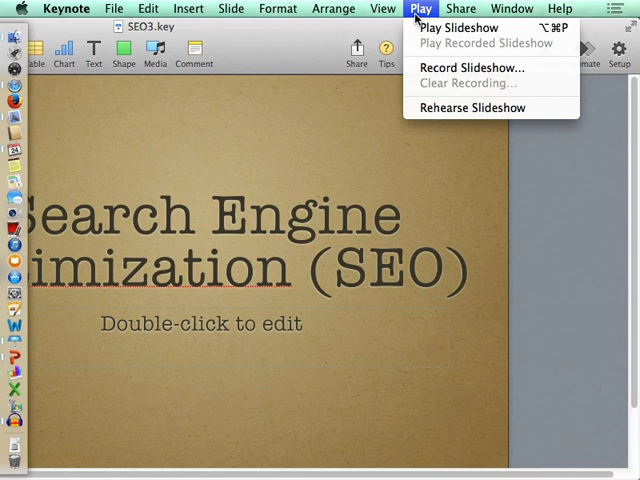 Keynote File Edit Insert Slide Format Arrange View Play Share Window Help
SEO3.key
Play Slideshow ⌥⌘P
Play Recorded Slideshow
Record Slideshow...
Clear Recording...
Rehearse Slideshow
able Chart Text Shape Media Comment Share Tips imate Setup
Search Engine
imization (SEO)
Double-click to edit